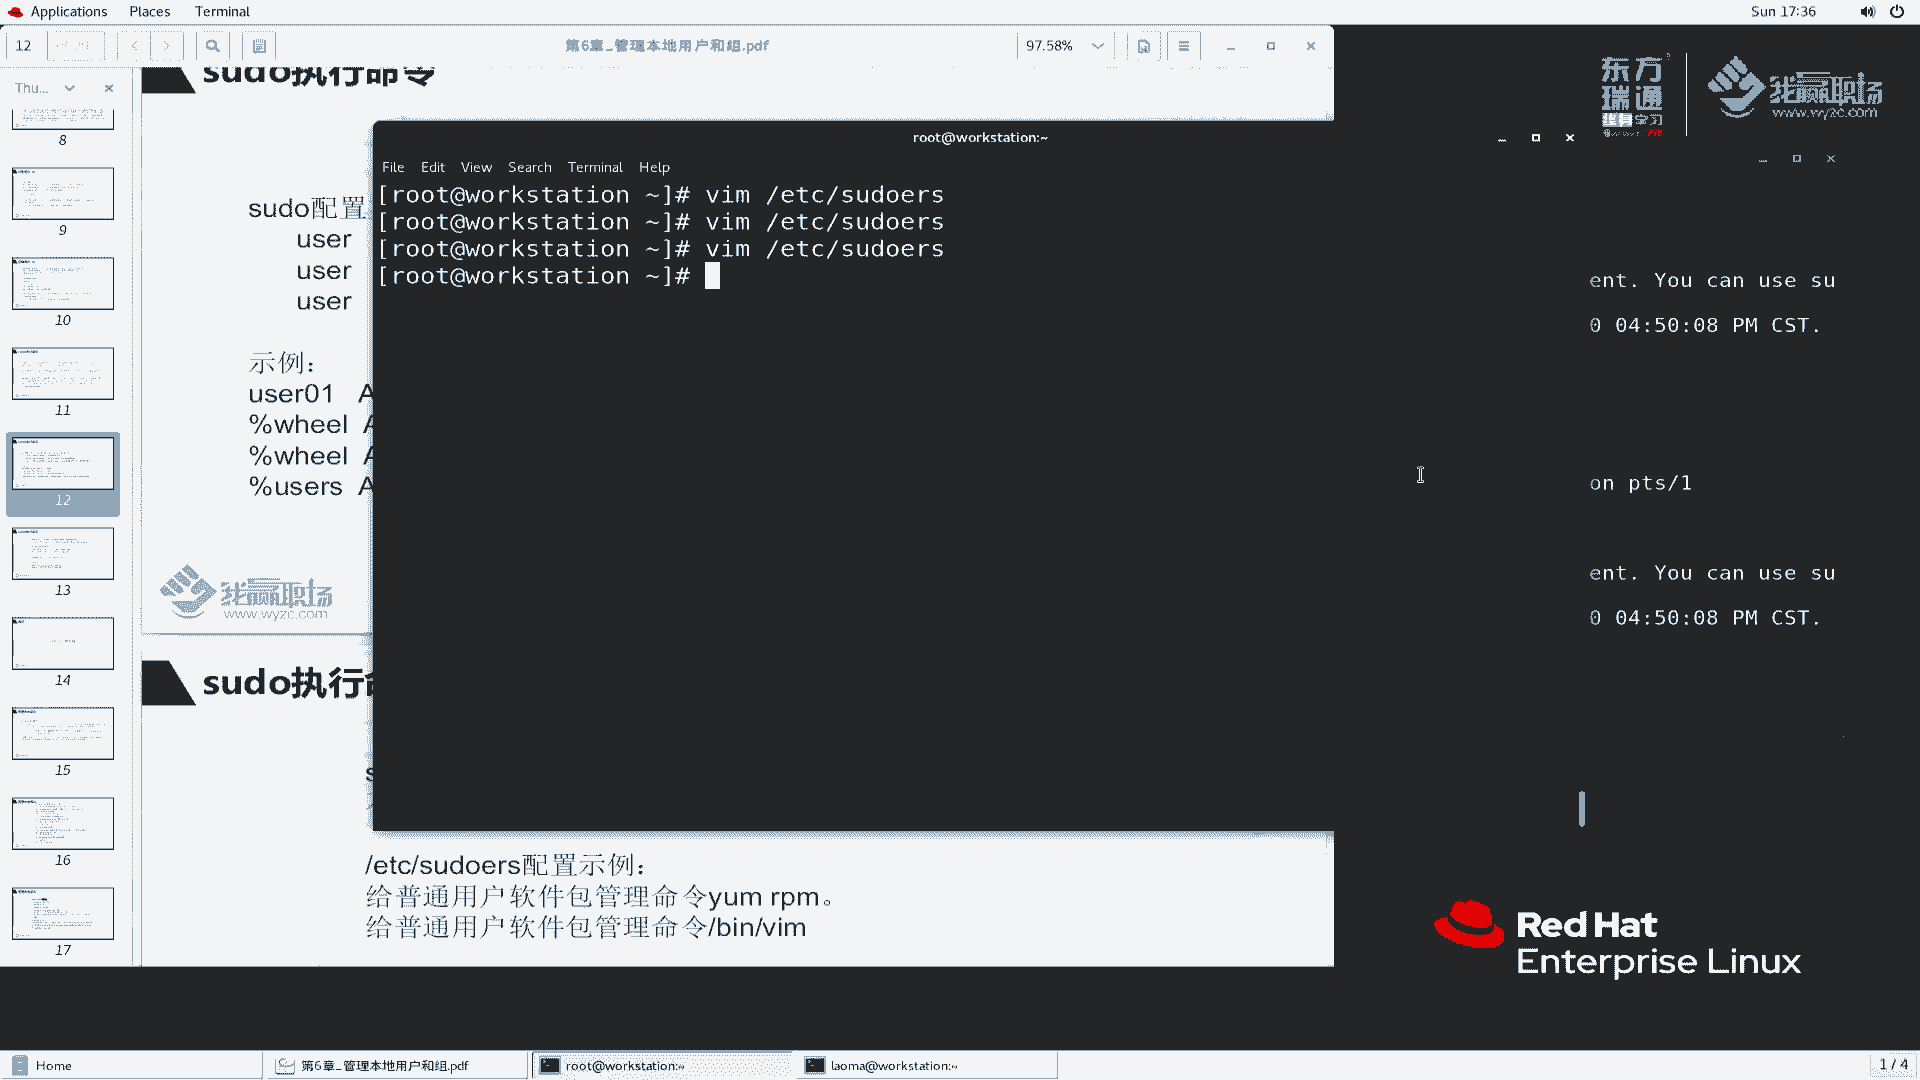 Applications Places Terminal
Sun 17:36
12
第6章_管理本地用户和组.pdf
97.58%
Thu...
8
9
10
11
12
13
14
15
16
17
sudo执行命令
sudo配置
user
user
user
示例：
user01 A
%wheel A
%wheel A
%users A
我赢职场
www.wyzc.com
sudo执行命
/etc/sudoers配置示例：
给普通用户软件包管理命令yum rpm。
给普通用户软件包管理命令/bin/vim
root@workstation:~
File Edit View Search Terminal Help
[root@workstation ~]# vim /etc/sudoers
[root@workstation ~]# vim /etc/sudoers
[root@workstation ~]# vim /etc/sudoers
[root@workstation ~]#
东方
瑞通
终身学习
我赢职场
www.wyzc.com
ent. You can use su
0 04:50:08 PM CST.
on pts/1
ent. You can use su
0 04:50:08 PM CST.
Red Hat
Enterprise Linux
Home
第6章_管理本地用户和组.pdf
root@workstation:~
laoma@workstation:~
1 / 4